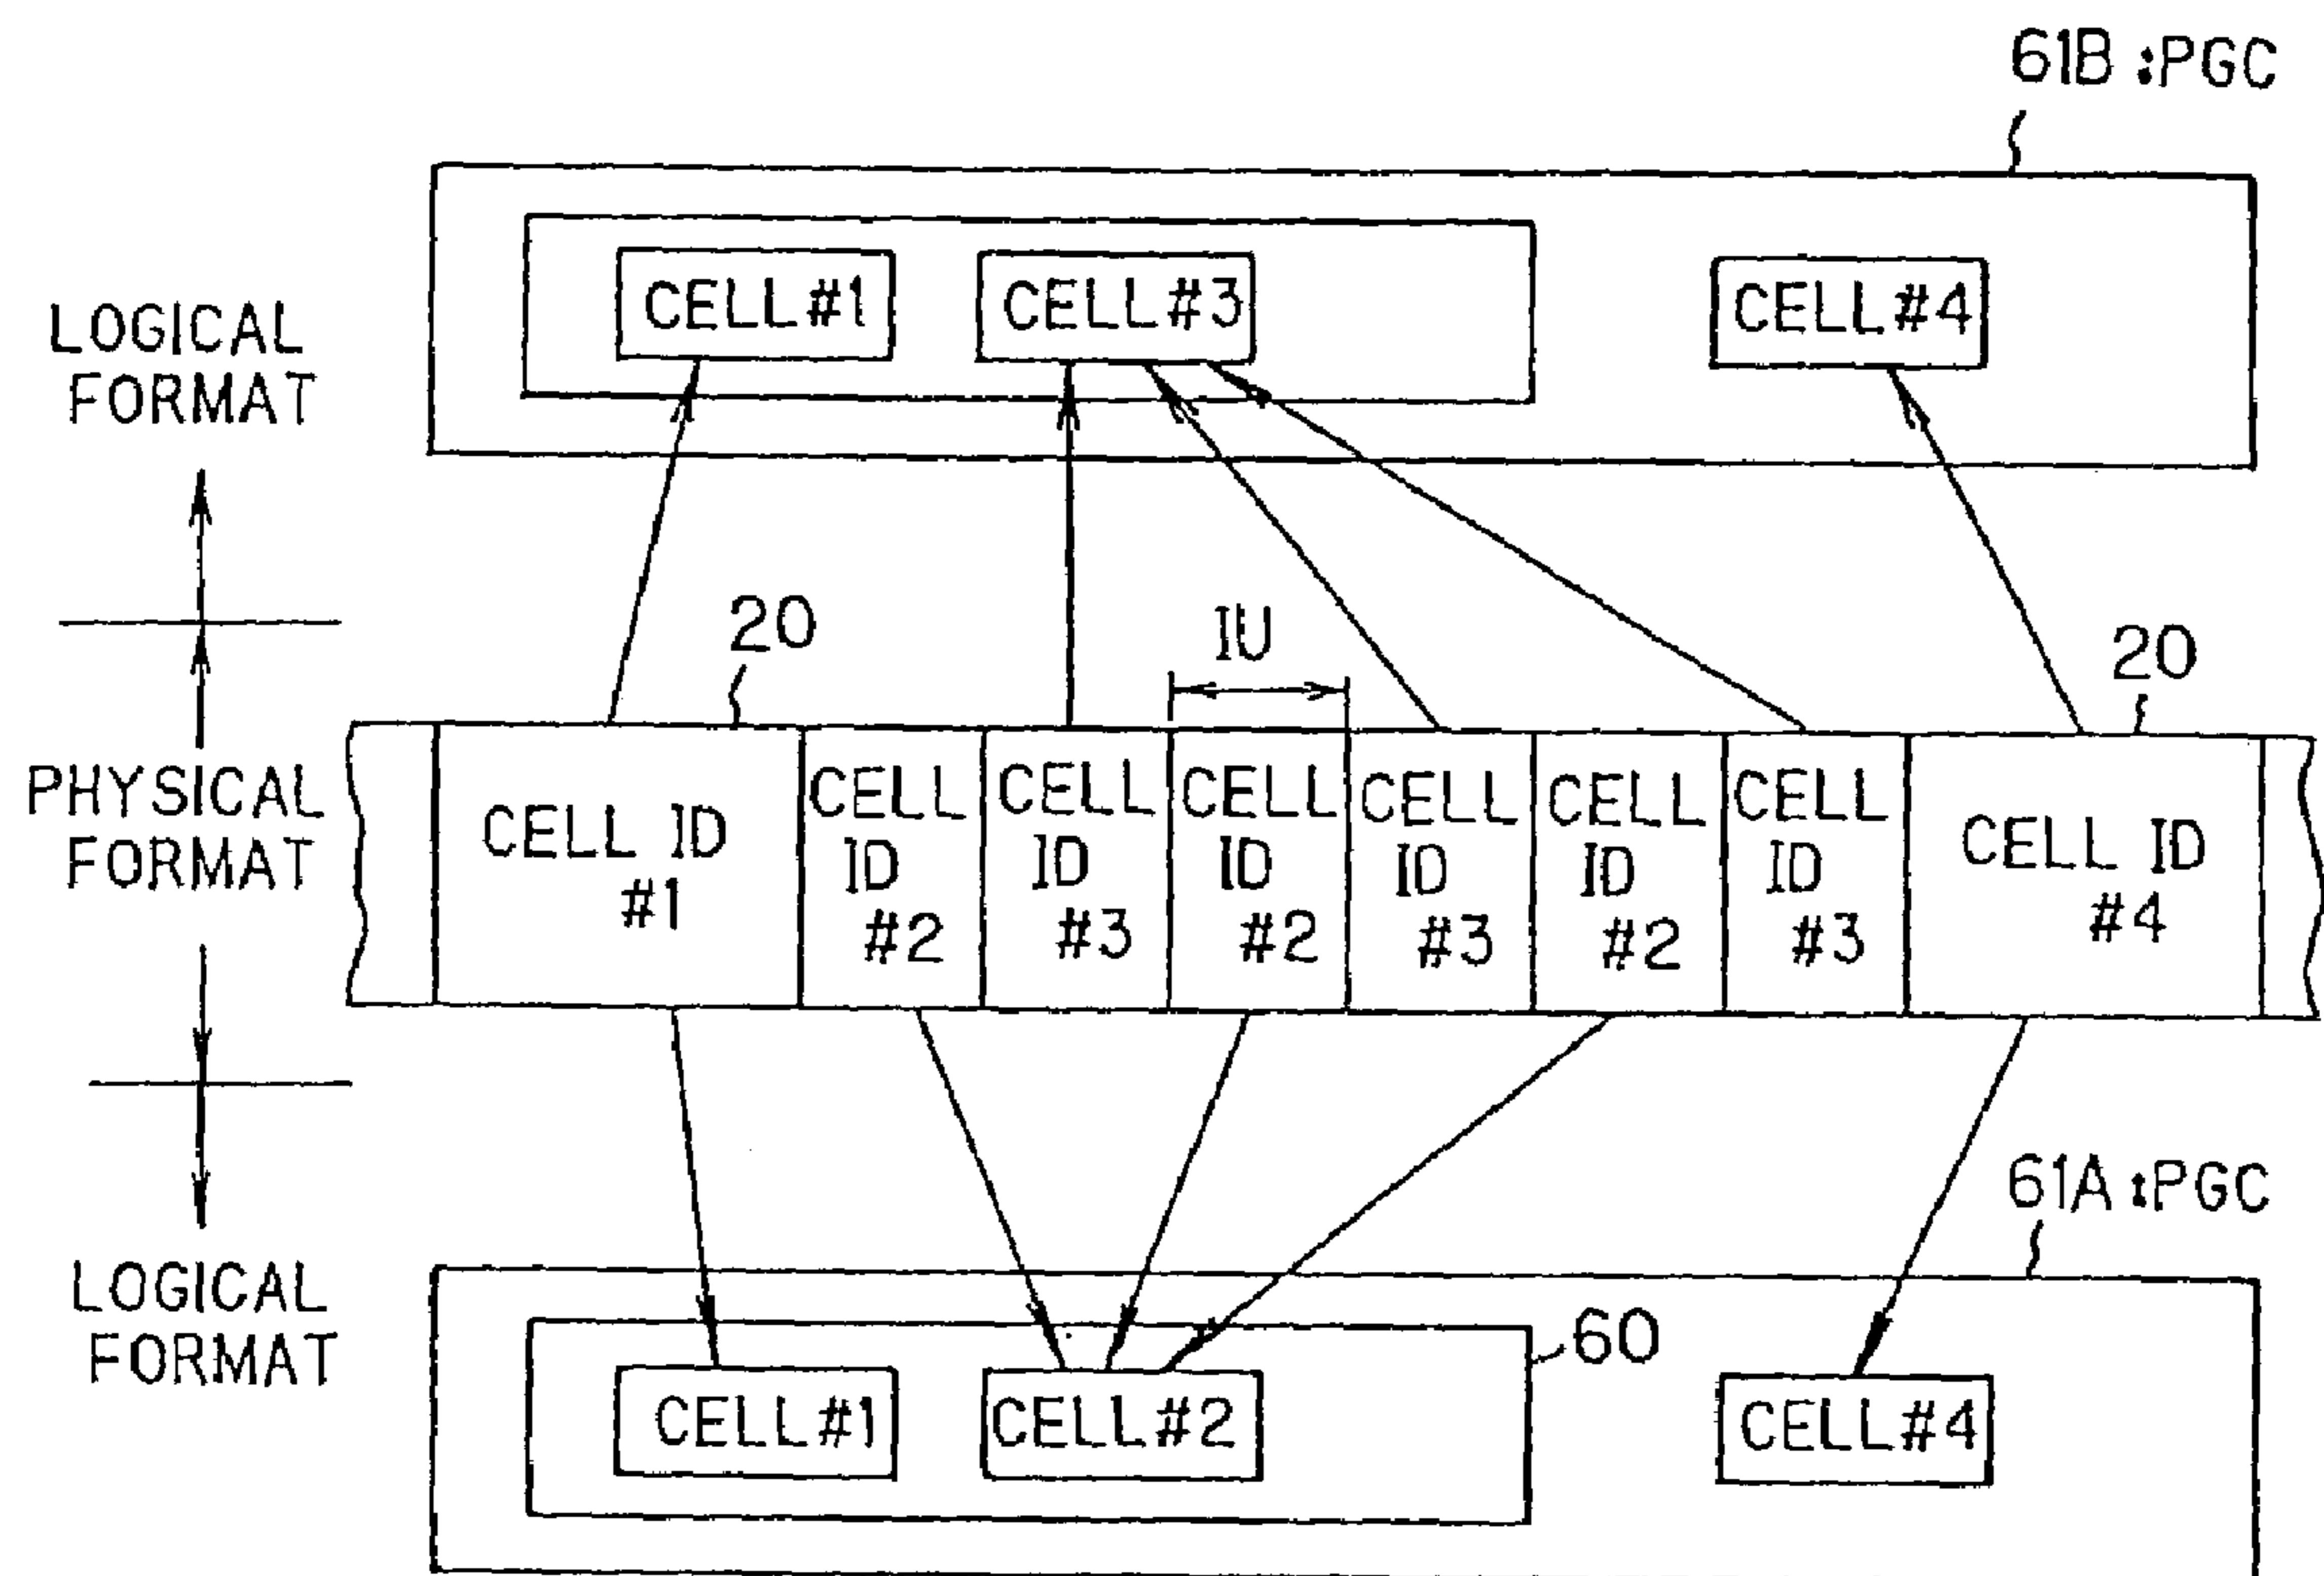 61B :PGC
CELL#1
CELL#3
CELL#4
LOGICAL
FORMAT
20
IU
20
PHYSICAL
FORMAT
CELL ID
#1
CELL
ID
#2
CELL
ID
#3
CELL
ID
#2
CELL
ID
#3
CELL
ID
#2
CELL
ID
#3
CELL ID
#4
61A :PGC
LOGICAL
FORMAT
60
CELL#1
CELL#2
CELL#4